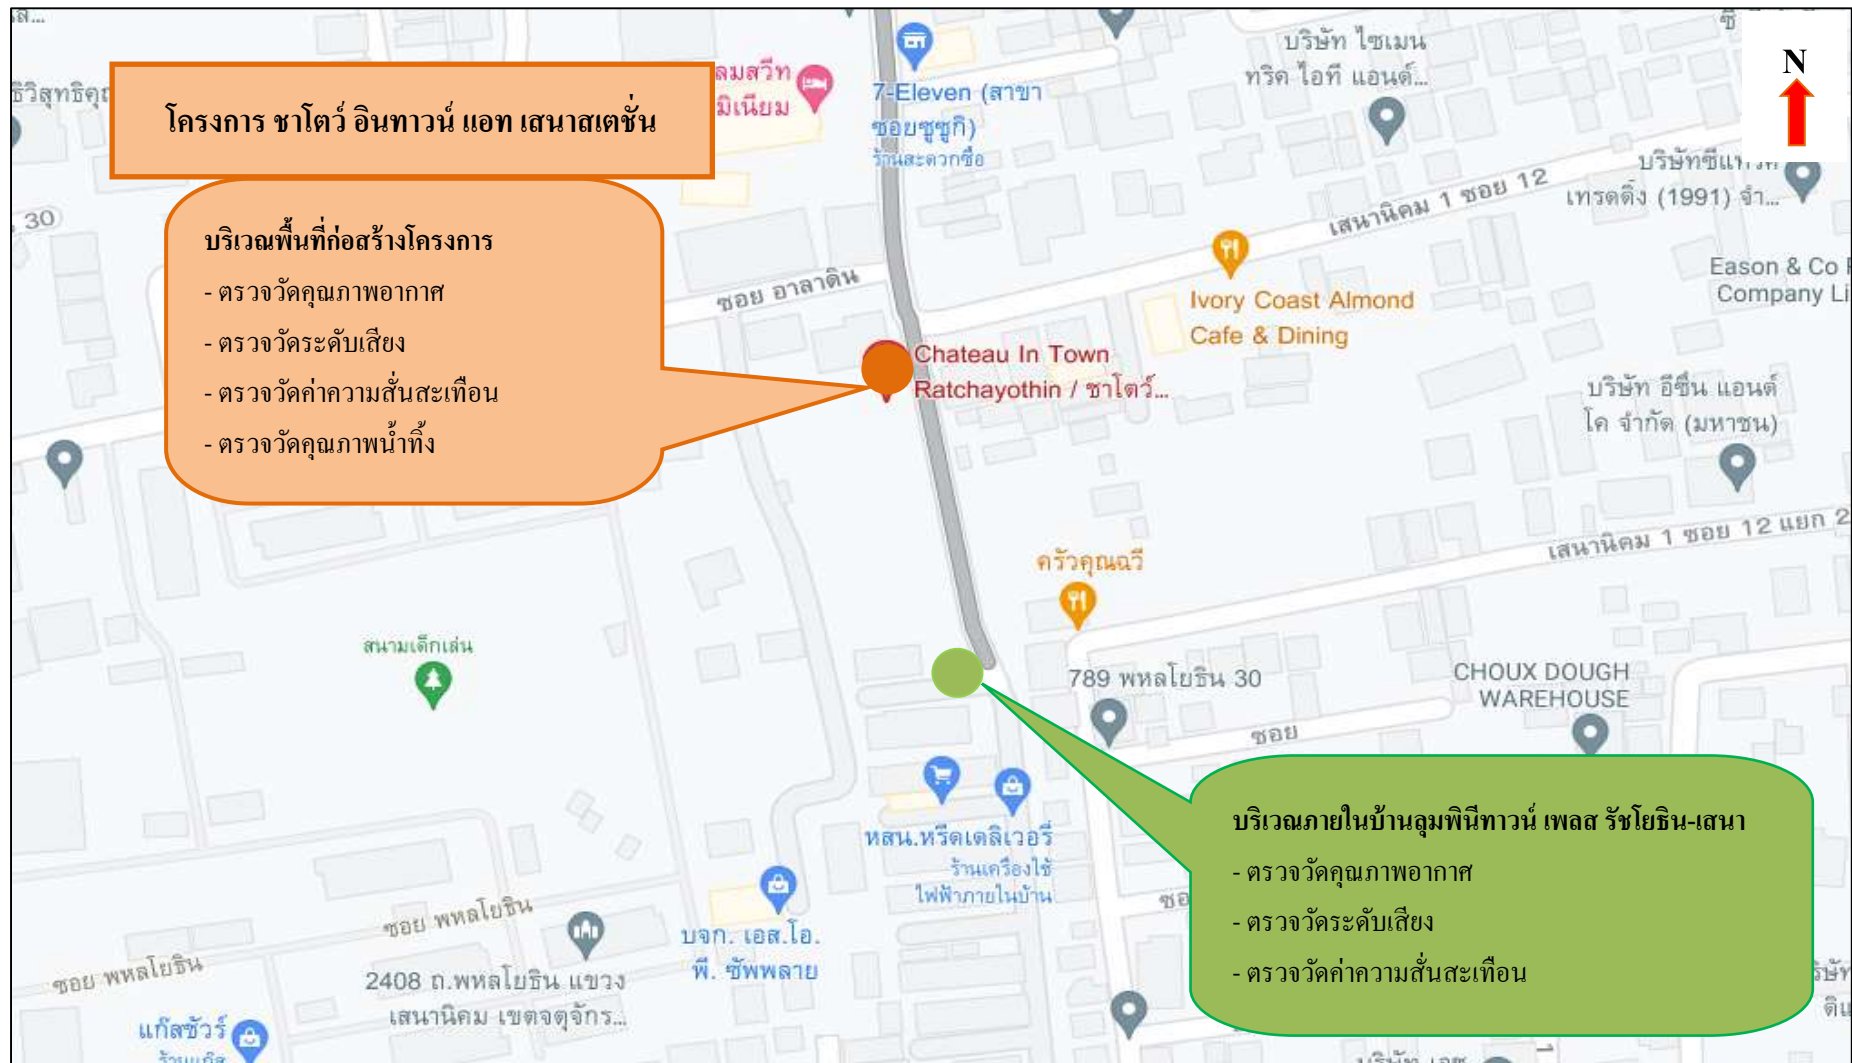 โครงการ ชาโตว์ อินทาวน์ แอท เสนาสเตชั่น
บริเวณพื้นที่ก่อสร้างโครงการ
- ตรวจวัดคุณภาพอากาศ
- ตรวจวัดระดับเสียง
- ตรวจวัดค่าความสั่นสะเทือน
- ตรวจวัดคุณภาพน้ำทิ้ง
30
7-Eleven (สาขา
ซอยซูซูกิ)
ร้านสะดวกซื้อ
บริษัท ไซเมน
ทริค ไอที แอนด์...
N
เทรดดิ้ง (1991) จำ...
เสนานิคม 1 ซอย 12
ซอย อาลาดิน
Ivory Coast Almond
Cafe & Dining
Eason & Co
Company Li
Chateau In Town
Ratchayothin / ชาโตว์...
บริษัท อีซึ่น แอนด์
โค จำกัด (มหาชน)
เสนานิคม 1 ซอย 12 แยก 2
ครัวคุณฉวี
สนามเด็กเล่น
789 พหลโยธิน 30
CHOUX DOUGH
WAREHOUSE
ซอย
หสน.ทรีดเดลิเวอรี่
ร้านเครื่องใช้
ไฟฟ้าภายในบ้าน
บริเวณภายในบ้านลุมพินีทาวน์ เพลส รัชโยธิน-เสนา
- ตรวจวัดคุณภาพอากาศ
- ตรวจวัดระดับเสียง
- ตรวจวัดค่าความสั่นสะเทือน
ซอย พหลโยธิน
บจก. เอส.โอ.
พี. ซัพพลาย
ซอย พหลโยธิน
2408 ถ.พหลโยธิน แขวง
เสนานิคม เขตจตุจักร...
แก๊สชัวร์